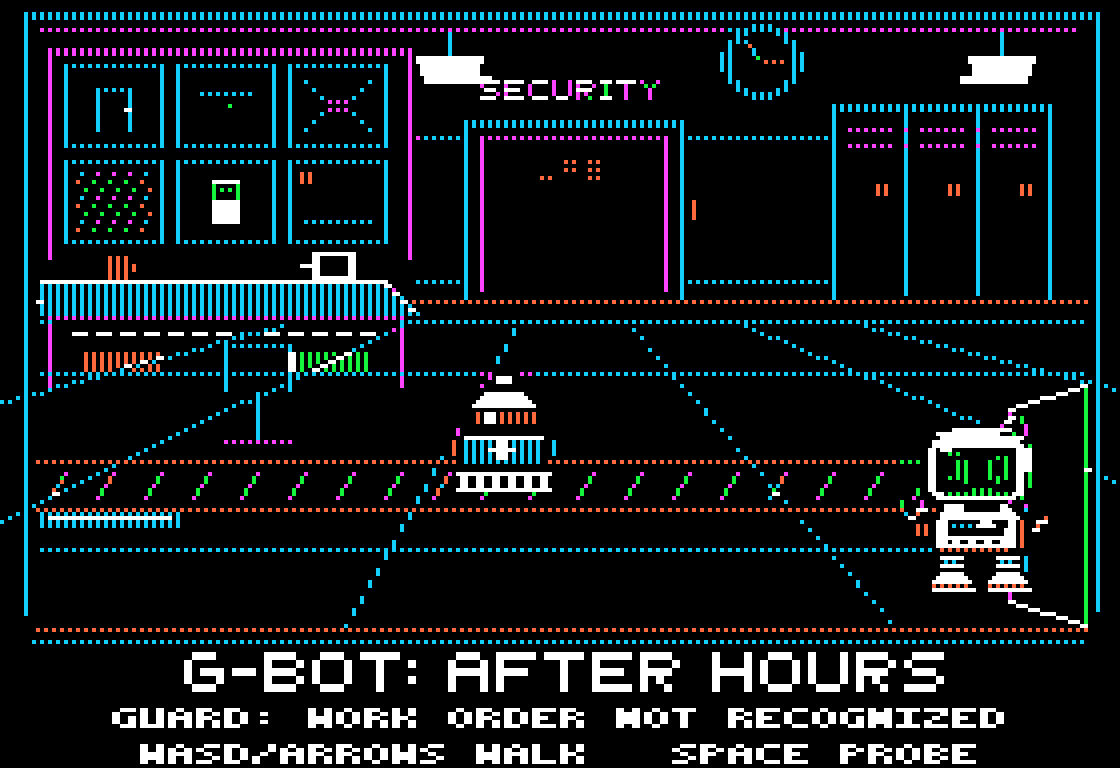 SECURITY
G-BOT: AFTER HOURS
GUARD: WORK ORDER NOT RECOGNIZED
WASD/ARROWS WALK SPACE PROBE